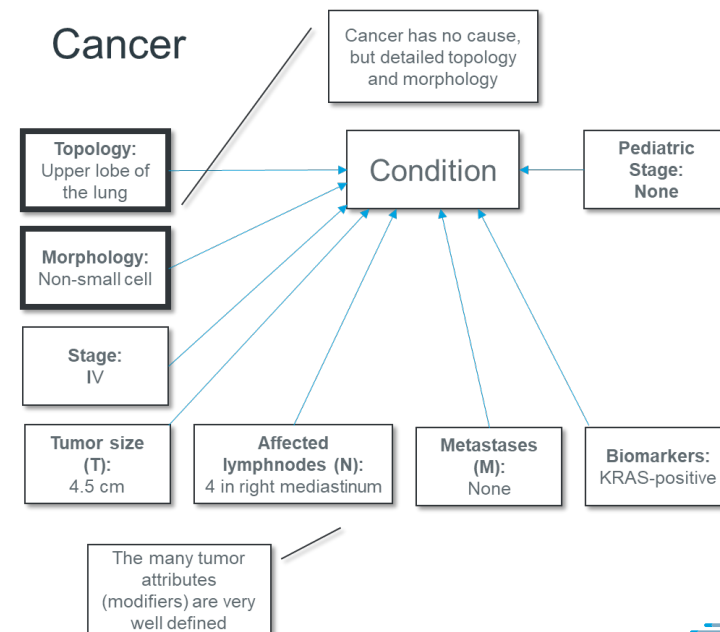 Cancer
Cancer has no cause,
but detailed topology
and morphology
Topology:
Upper lobe of
the lung
Condition
Pediatric
Stage:
None
Morphology:
Non-small cell
Stage:
IV
Tumor size
(T):
4.5 cm
Affected
lymphnodes (N):
4 in right mediastinum
Metastases
(M):
None
Biomarkers:
KRAS-positive
The many tumor
attributes
(modifiers) are very
well defined